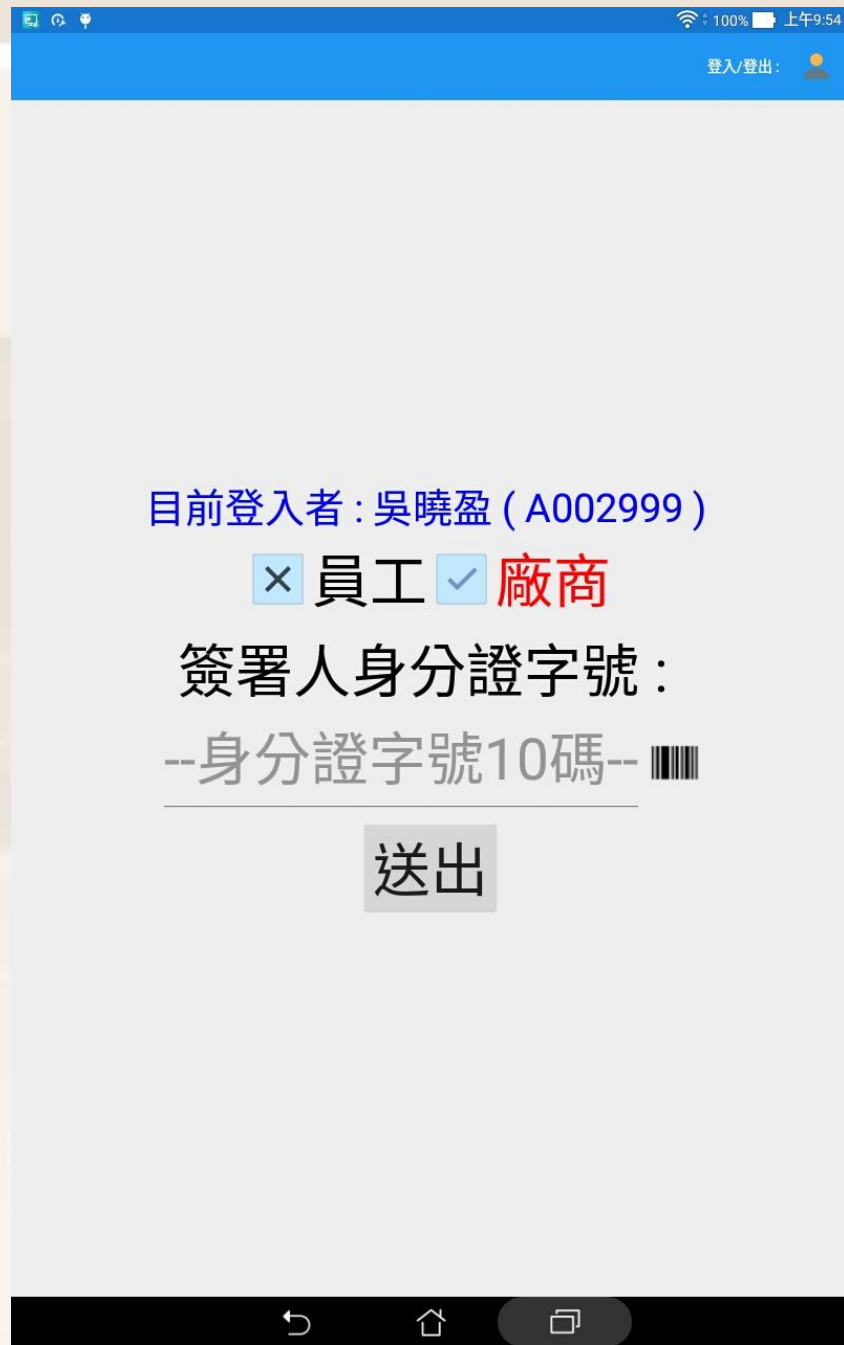 100% 上午9:54
登入/登出 :
目前登入者 : 吳曉盈 ( A002999 )
員工 廠商
簽署人身分證字號 :
--身分證字號10碼--
送出